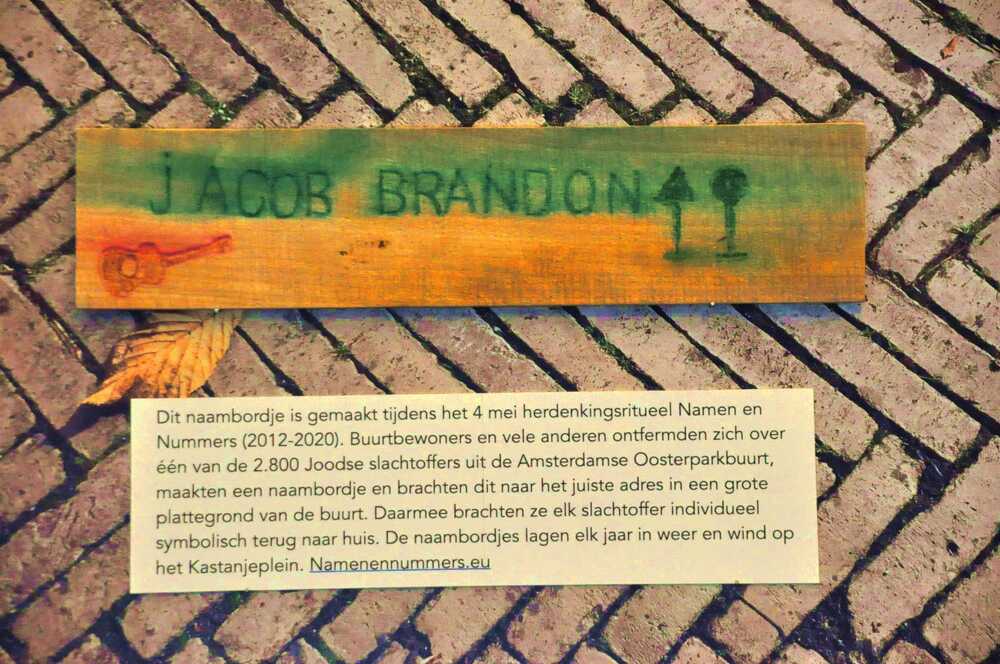 jACOB BRANDON
Dit naambordje is gemaakt tijdens het 4 mei herdenkingsritueel Namen en
Nummers (2012-2020). Buurtbewoners en vele anderen ontfermden zich over
één van de 2.800 Joodse slachtoffers uit de Amsterdamse Oosterparkbuurt,
maakten een naambordje en brachten dit naar het juiste adres in een grote
plattegrond van de buurt. Daarmee brachten ze elk slachtoffer individueel
symbolisch terug naar huis. De naambordjes lagen elk jaar in weer en wind op
het Kastanjeplein. Namenennummers.eu